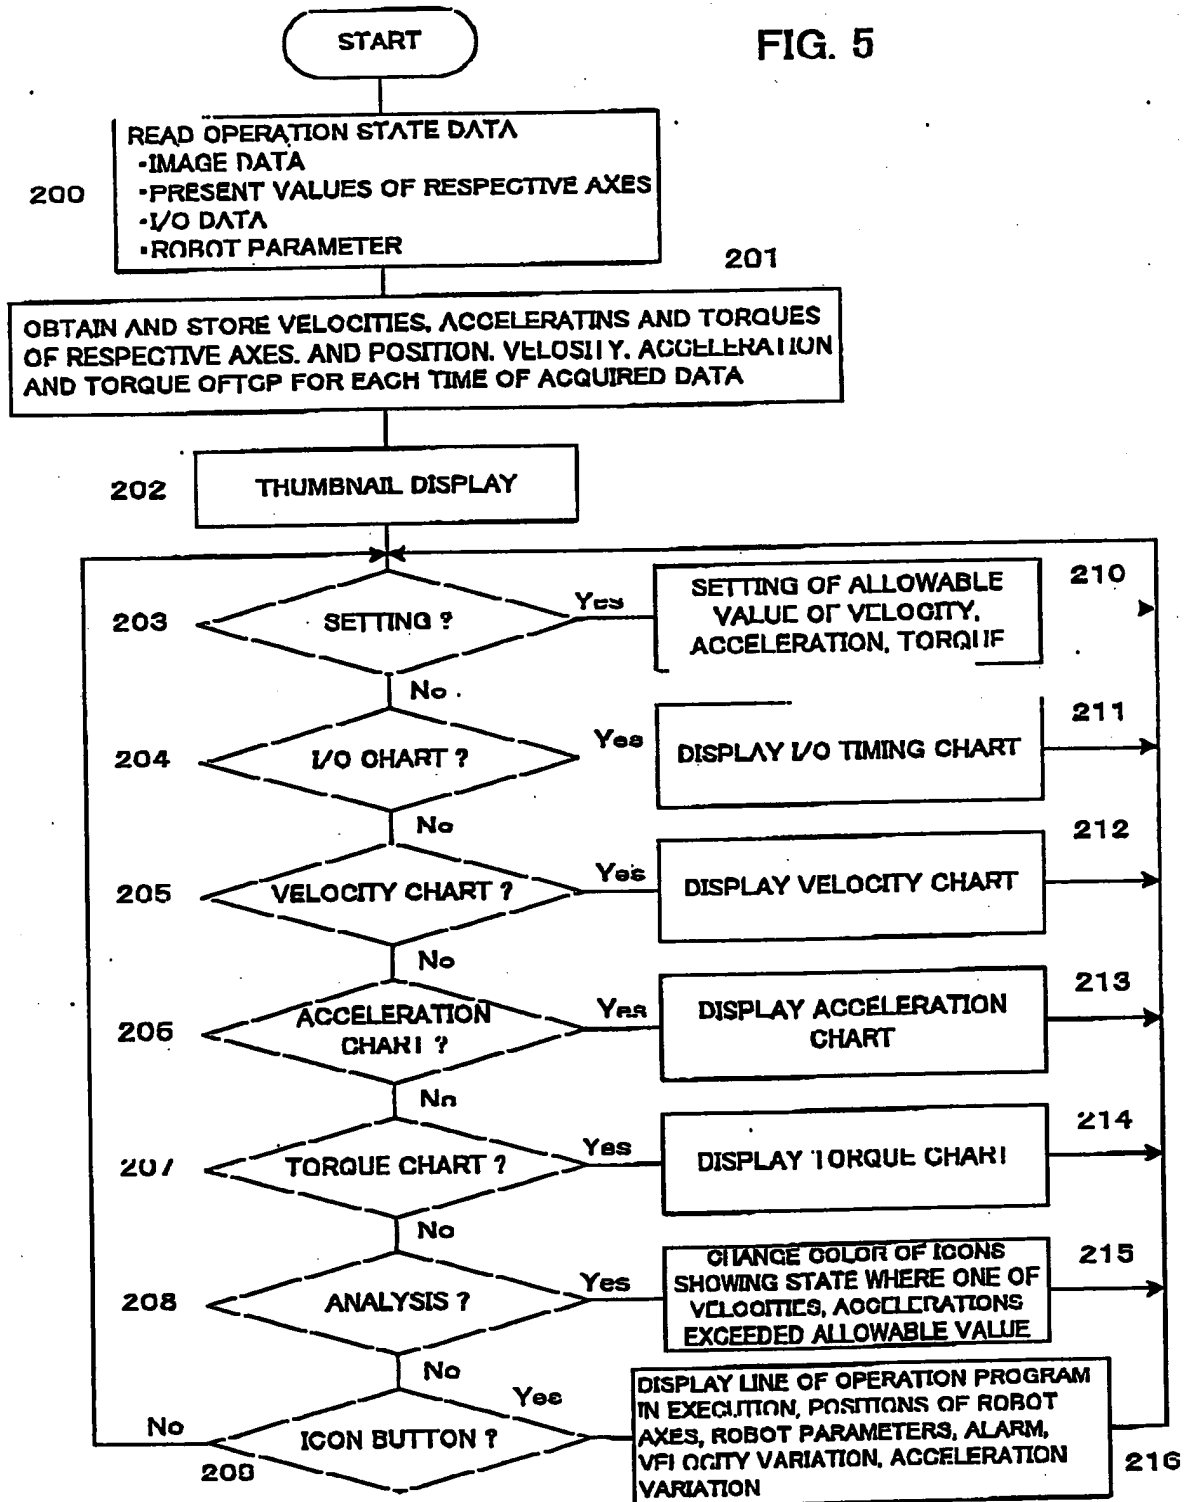 FIG. 5
START
200
READ OPERATION STATE DATA
-IMAGE DATA
-PRESENT VALUES OF RESPECTIVE AXES
-I/O DATA
-ROBOT PARAMETER
201
OBTAIN AND STORE VELOCITIES, ACCELERATINS AND TORQUES
OF RESPECTIVE AXES. AND POSITION. VELOSITY. ACCELERATION
AND TORQUE OFTCP FOR EACH TIME OF ACQUIRED DATA
202
THUMBNAIL DISPLAY
203
SETTING ?
Yes
SETTING OF ALLOWABLE
VALUE OF VELOCITY,
ACCELERATION, TORQUE
210
No
204
I/O CHART ?
Yes
DISPLAY I/O TIMING CHART
211
No
205
VELOCITY CHART ?
Yes
DISPLAY VELOCITY CHART
212
No
206
ACCELERATION
CHART ?
Yes
DISPLAY ACCELERATION
CHART
213
No
207
TORQUE CHART ?
Yes
DISPLAY TORQUE CHART
214
No
208
ANALYSIS ?
Yes
CHANGE COLOR OF ICONS
SHOWING STATE WHERE ONE OF
VELOCITIES, ACCELERATIONS
EXCEEDED ALLOWABLE VALUE
215
No
No
209
ICON BUTTON ?
Yes
DISPLAY LINE OF OPERATION PROGRAM
IN EXECUTION, POSITIONS OF ROBOT
AXES, ROBOT PARAMETERS, ALARM,
VELOCITY VARIATION, ACCELERATION
VARIATION
216